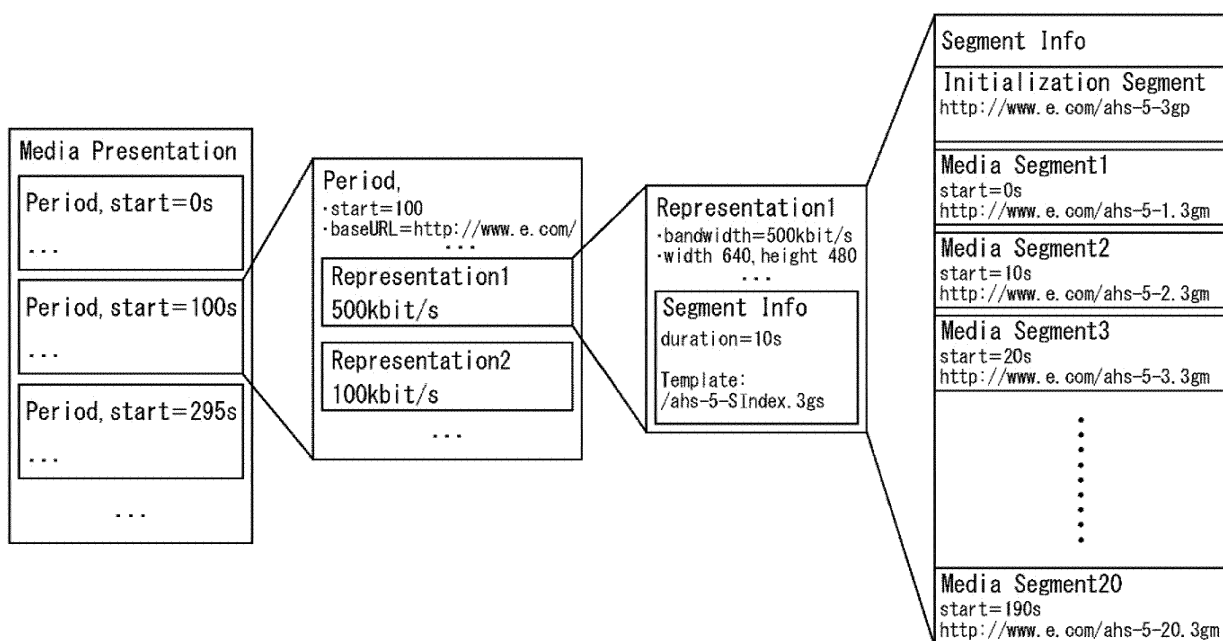 Media Presentation
Period, start=0s
...
Period, start=100s
...
Period, start=295s
...
...
Period,
·start=100
·baseURL=http://www.e.com/
...
Representation1
500kbit/s
Representation2
100kbit/s
...
Representation1
·bandwidth=500kbit/s
·width 640, height 480
...
Segment Info
duration=10s
Template:
/ahs-5-SIndex.3gs
Segment Info
Initialization Segment
http://www.e.com/ahs-5-3gp
Media Segment1
start=0s
http://www.e.com/ahs-5-1.3gm
Media Segment2
start=10s
http://www.e.com/ahs-5-2.3gm
Media Segment3
start=20s
http://www.e.com/ahs-5-3.3gm
Media Segment20
start=190s
http://www.e.com/ahs-5-20.3gm